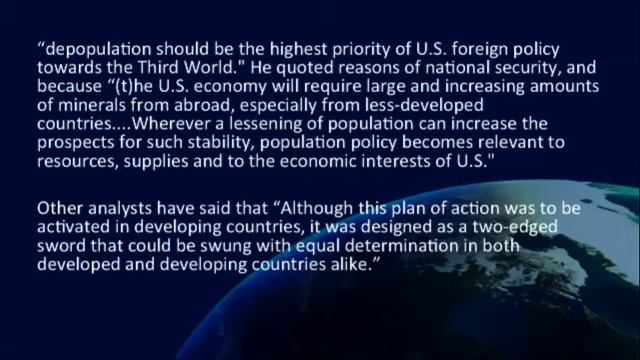 “depopulation should be the highest priority of U.S. foreign policy
towards the Third World." He quoted reasons of national security, and
because “(t)he U.S. economy will require large and increasing amounts
of minerals from abroad, especially from less-developed
countries....Wherever a lessening of population can increase the
prospects for such stability, population policy becomes relevant to
resources, supplies and to the economic interests of U.S."
Other analysts have said that “Although this plan of action was to be
activated in developing countries, it was designed as a two-edged
sword that could be swung with equal determination in both
developed and developing countries alike.”